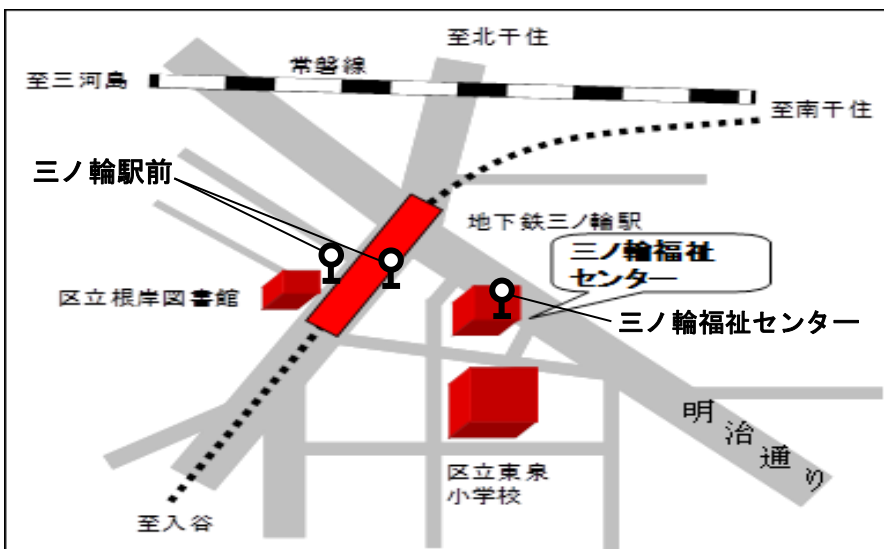 至北千住
常磐線
至三河島
至南千住
三ノ輪駅前
地下鉄三ノ輪駅
三ノ輪福祉
センター
区立根岸図書館
三ノ輪福祉センター
明治通り
区立東泉
小学校
至入谷